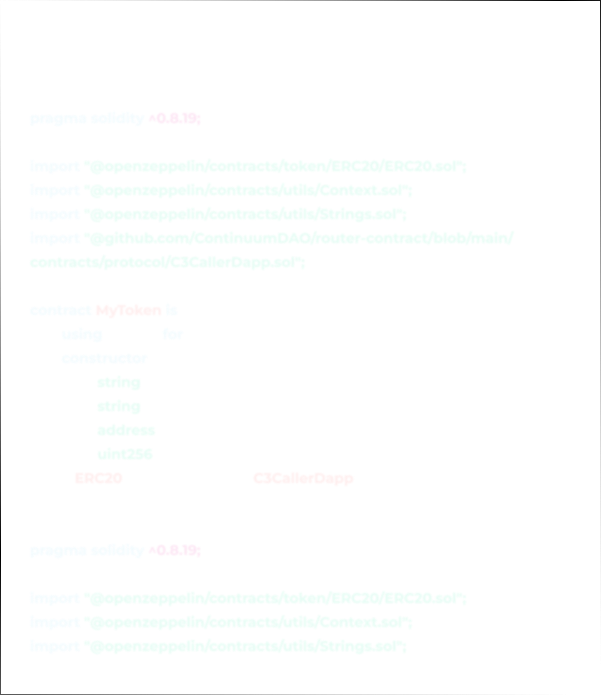 pragma solidity ^0.8.19;
import "@openzeppelin/contracts/token/ERC20/ERC20.sol";
import "@openzeppelin/contracts/utils/Context.sol";
import "@openzeppelin/contracts/utils/Strings.sol";
import "@github.com/ContinuumDAO/router-contract/blob/main/
contracts/protocol/C3CallerDapp.sol";
contract MyToken is
using for
constructor
string
string
address
uint256
ERC20 C3CallerDapp
pragma solidity ^0.8.19;
import "@openzeppelin/contracts/token/ERC20/ERC20.sol";
import "@openzeppelin/contracts/utils/Context.sol";
import "@openzeppelin/contracts/utils/Strings.sol";